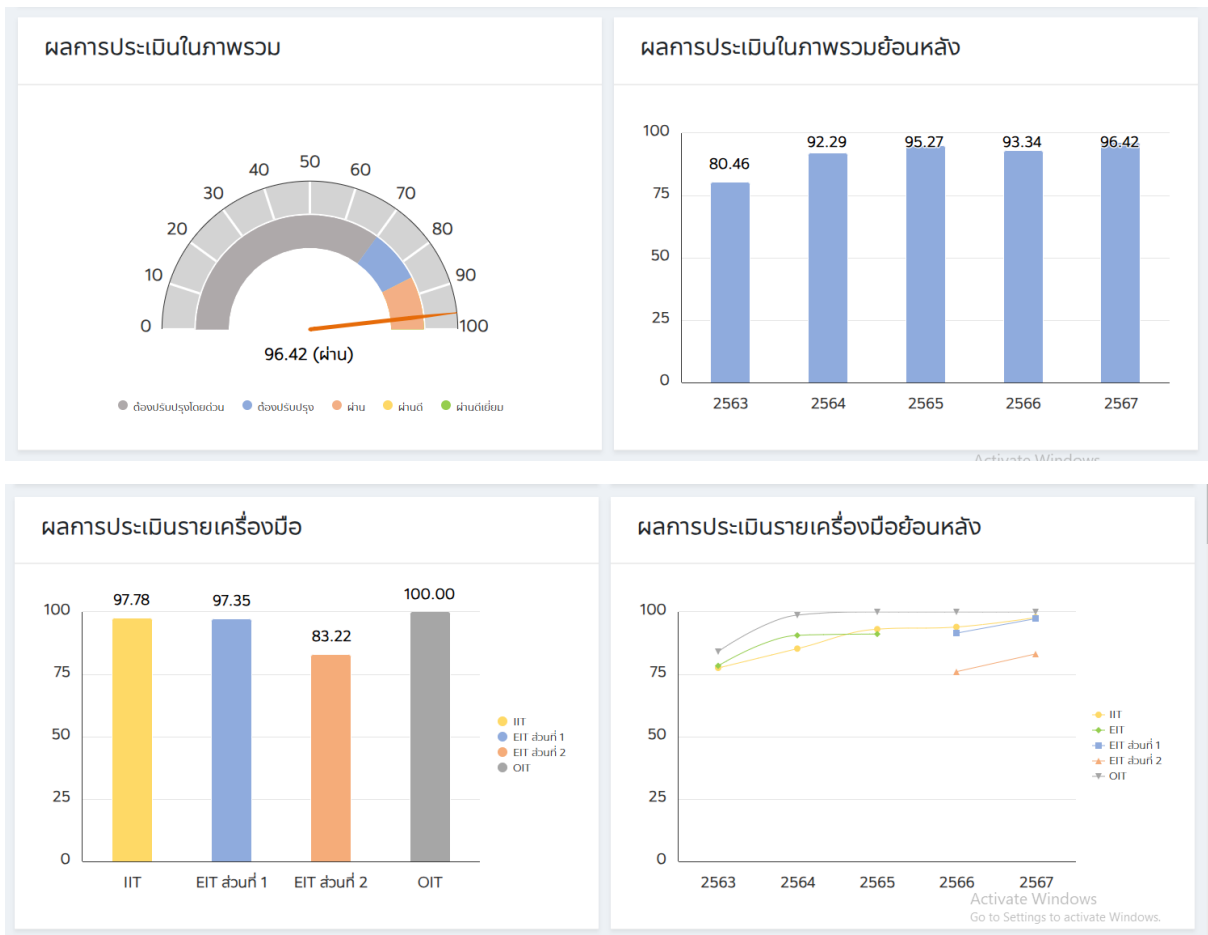 ผลการประเมินในภาพรวม
0
10
20
30
40
50
60
70
80
90
100
96.42 (ผ่าน)
ต้องปรับปรุงโดยด่วน ต้องปรับปรุง ผ่าน ผ่านดี ผ่านดีเยี่ยม
ผลการประเมินในภาพรวมย้อนหลัง
100
75
50
25
0
80.46 92.29 95.27 93.34 96.42
2563 2564 2565 2566 2567
Activate Windows
ผลการประเมินรายเครื่องมือ
100
75
50
25
0
97.78 97.35 83.22 100.00
IIT EIT ส่วนที่ 1 EIT ส่วนที่ 2 OIT
IIT
EIT ส่วนที่ 1
EIT ส่วนที่ 2
OIT
ผลการประเมินรายเครื่องมือย้อนหลัง
100
75
50
25
0
2563 2564 2565 2566 2567
IIT
EIT
EIT ส่วนที่ 1
EIT ส่วนที่ 2
OIT
Activate Windows
Go to Settings to activate Windows.